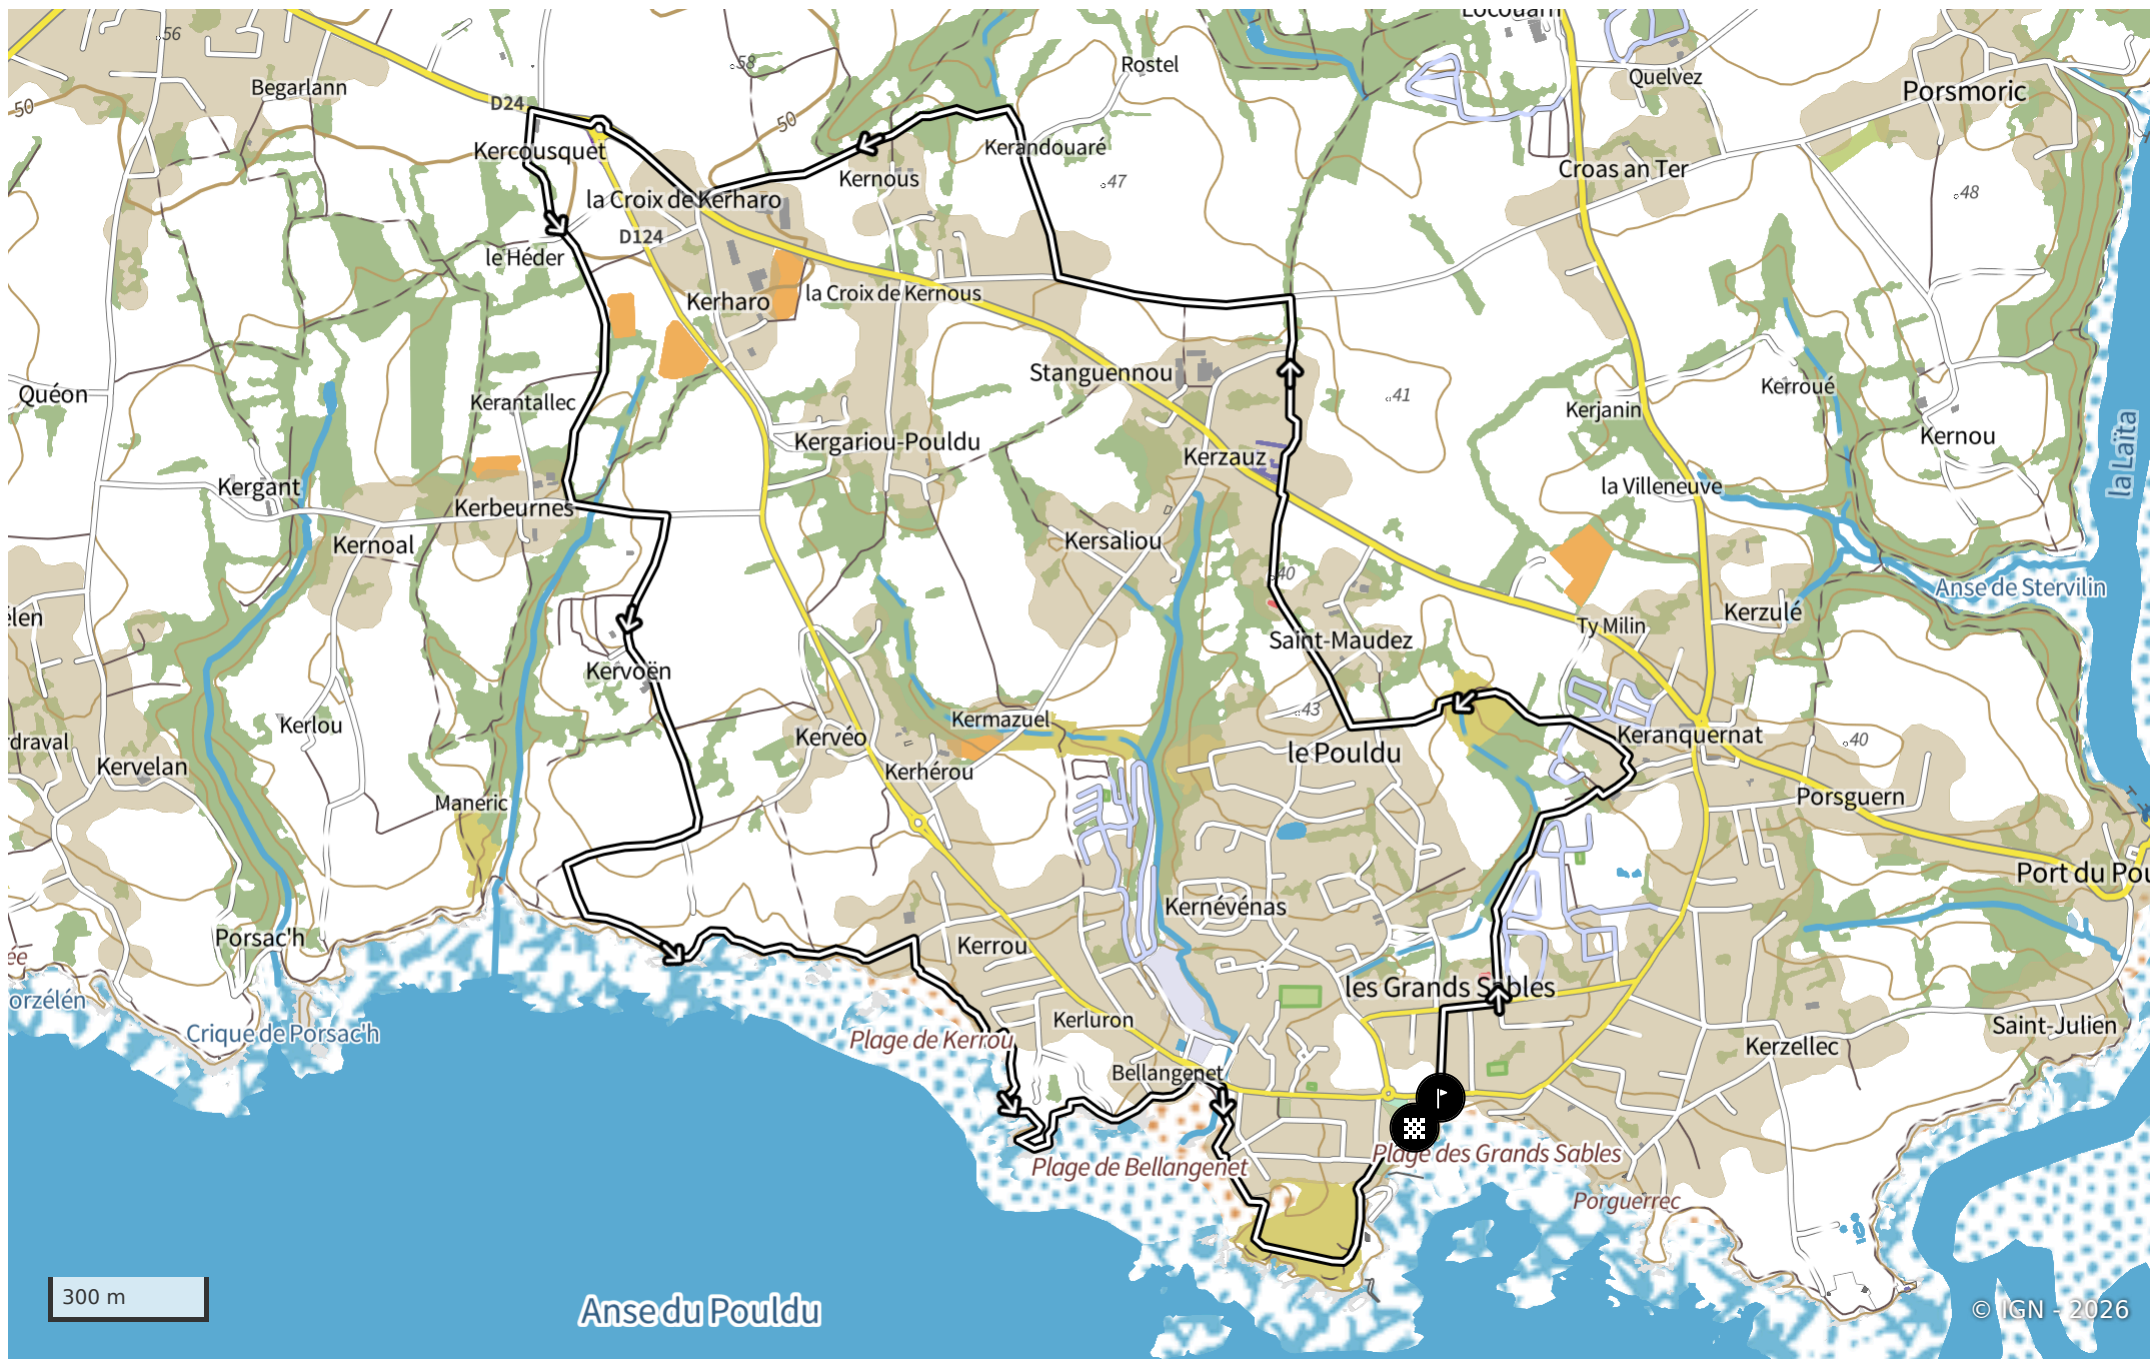 Locouarn
56
58
Rostel
Quelvez
Begarlann
Porsmoric
50
D24
50
Kercousquet
Kerandouaré
Croas an Ter
Kernous
47
48
la Croix de Kerharo
D124
le Héder
Kerharo
la Croix de Kernous
Stanguennou
Kerroué
Quéon
41
Kerantallec
Kerjanin
Kergariou-Pouldu
Kernou
la Laïta
Kerzauz
Kergant
la Villeneuve
Kerbeurnes
Kernoal
Kersaliou
40
Anse de Stervilin
élen
Kerzulé
Ty Milin
Saint-Maudez
Kervoën
43
Kerlou
Kermazuel
Kervéo
Keranquernat
40
rdraval
le Pouldu
Kervelan
Kerhérou
Maneric
Porsguern
Port du Pou
Kernévénas
Porsac'h
Kerrou
ée
les Grands Sables
orzélén
Crique de Porsac'h
Kerluron
Saint-Julien
Plage de Kerrou
Kerzellec
Bellangenet
Plage des Grands Sables
Plage de Bellangenet
Porguerrec
300 m
Anse du Pouldu
© IGN - 2026